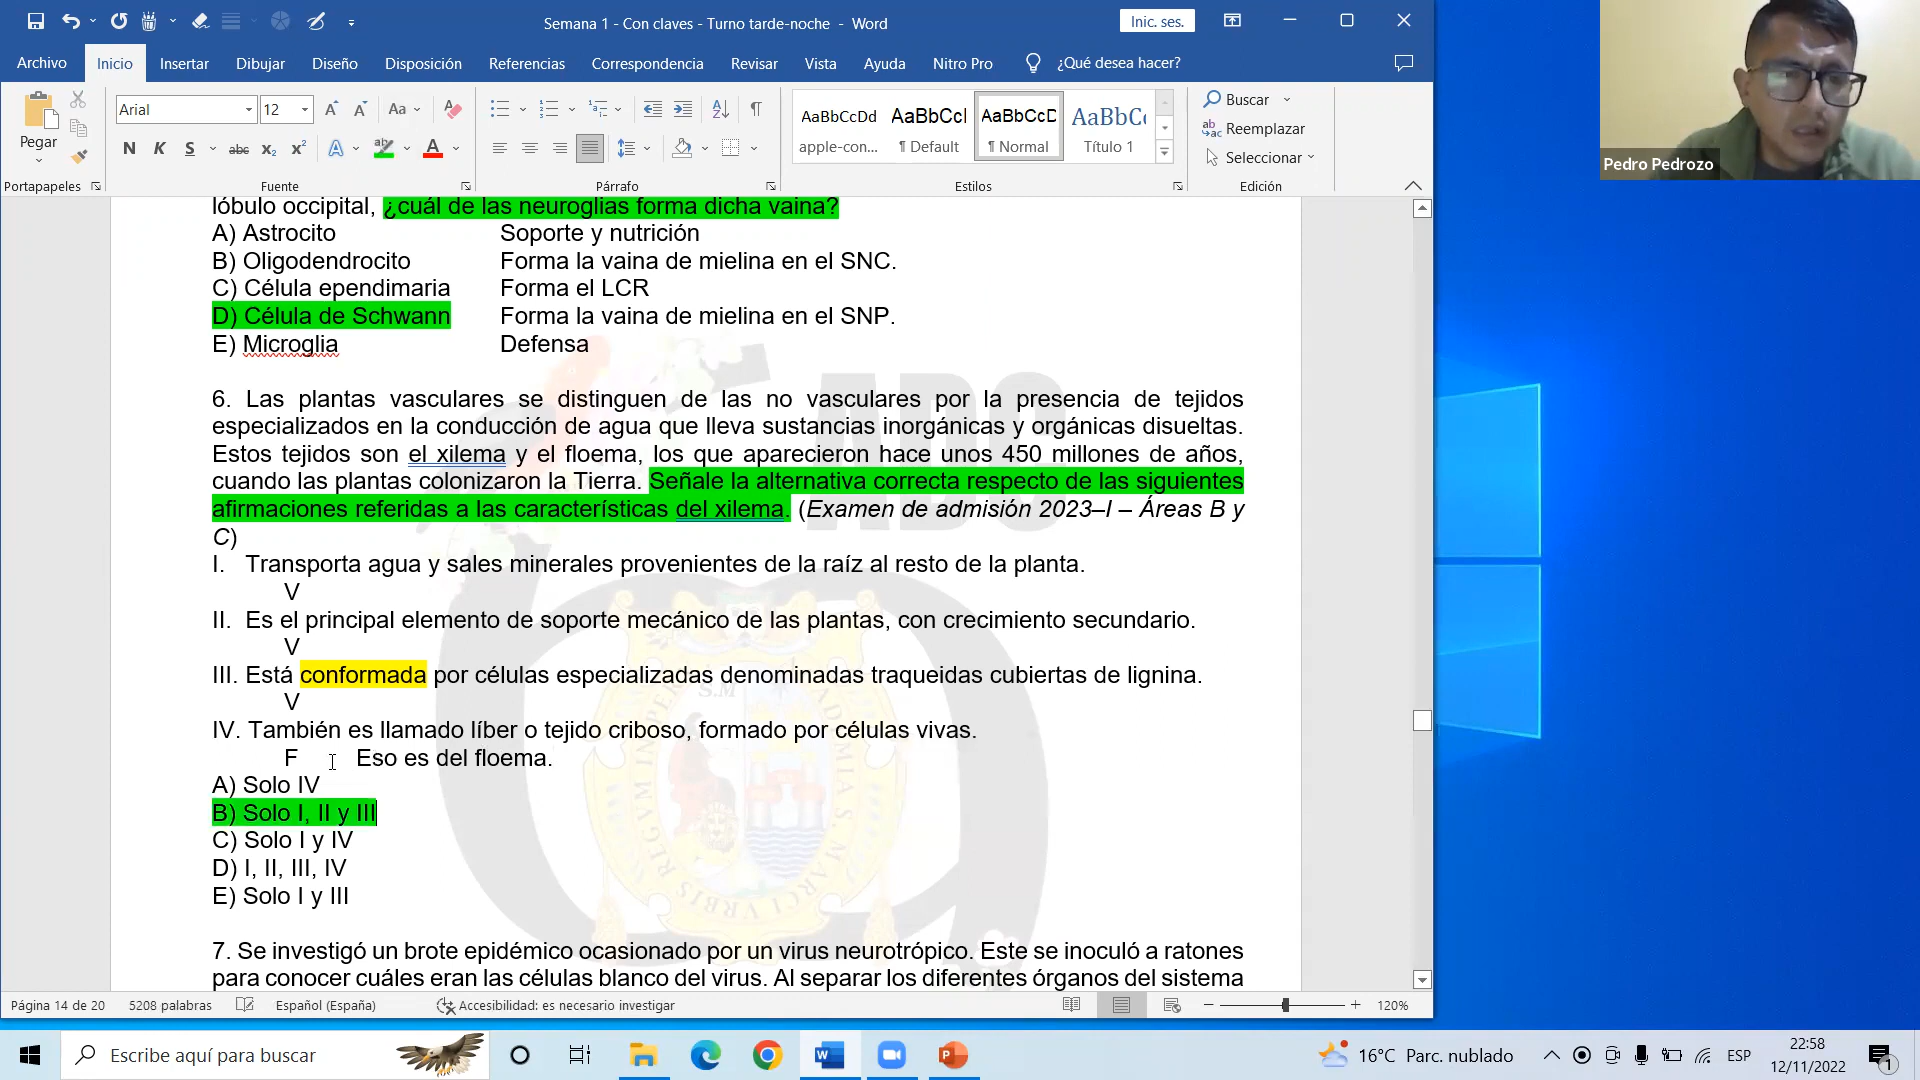 Semana 1 - Con claves - Turno tarde-noche - Word
Inic. ses.
Archivo Inicio Insertar Dibujar Diseño Disposición Referencias Correspondencia Revisar Vista Ayuda Nitro Pro ¿Qué desea hacer?
Pegar
Portapapeles
Arial 12
Aa
N K S abc x₂ x²
Fuente
Párrafo
AaBbCcDd AaBbCcI AaBbCcD AaBbCc
apple-con... ¶ Default ¶ Normal Título 1
Estilos
Buscar
Reemplazar
Seleccionar
Edición
Pedro Pedrozo
lóbulo occipital, ¿cuál de las neuroglias forma dicha vaina?
A) Astrocito Soporte y nutrición
B) Oligodendrocito Forma la vaina de mielina en el SNC.
C) Célula ependimaria Forma el LCR
D) Célula de Schwann Forma la vaina de mielina en el SNP.
E) Microglia Defensa
6. Las plantas vasculares se distinguen de las no vasculares por la presencia de tejidos
especializados en la conducción de agua que lleva sustancias inorgánicas y orgánicas disueltas.
Estos tejidos son el xilema y el floema, los que aparecieron hace unos 450 millones de años,
cuando las plantas colonizaron la Tierra. Señale la alternativa correcta respecto de las siguientes
afirmaciones referidas a las características del xilema. (Examen de admisión 2023–I – Áreas B y
C)
I. Transporta agua y sales minerales provenientes de la raíz al resto de la planta.
V
II. Es el principal elemento de soporte mecánico de las plantas, con crecimiento secundario.
V
III. Está conformada por células especializadas denominadas traqueidas cubiertas de lignina.
V
IV. También es llamado líber o tejido criboso, formado por células vivas.
F Eso es del floema.
A) Solo IV
B) Solo I, II y III
C) Solo I y IV
D) I, II, III, IV
E) Solo I y III
7. Se investigó un brote epidémico ocasionado por un virus neurotrópico. Este se inoculó a ratones
para conocer cuáles eran las células blanco del virus. Al separar los diferentes órganos del sistema
ADC
Página 14 de 20 5208 palabras Español (España) Accesibilidad: es necesario investigar 120%
Escribe aquí para buscar
16°C Parc. nublado
ESP
22:58
12/11/2022
1